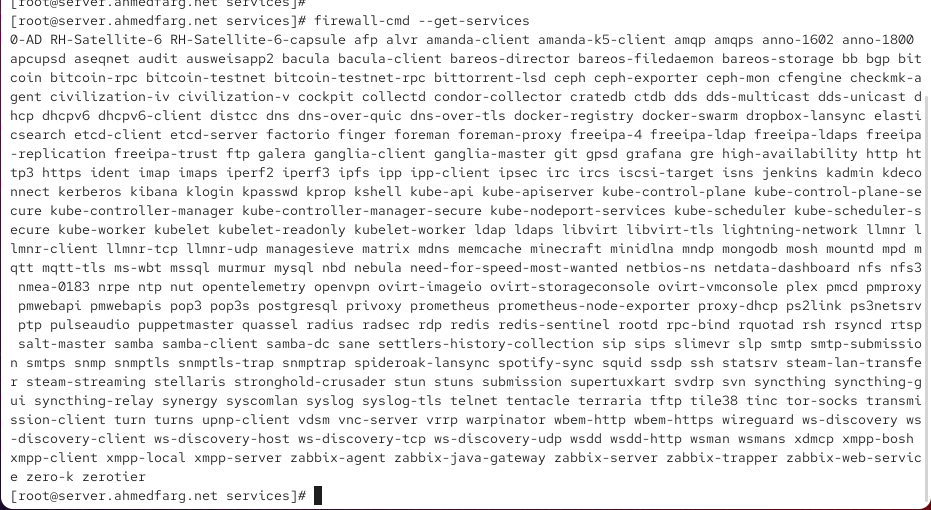 [root@server.ahmedfarg.net services]#
[root@server.ahmedfarg.net services]# firewall-cmd --get-services
0-AD RH-Satellite-6 RH-Satellite-6-capsule afp alvr amanda-client amanda-k5-client amqp amqps anno-1602 anno-1800
apcupsd aseqnet audit ausweisapp2 bacula bacula-client bareos-director bareos-filedaemon bareos-storage bb bgp bit
coin bitcoin-rpc bitcoin-testnet bitcoin-testnet-rpc bittorrent-lsd ceph ceph-exporter ceph-mon cfengine checkmk-a
gent civilization-iv civilization-v cockpit collectd condor-collector cratedb ctdb dds dds-multicast dds-unicast d
hcp dhcpv6 dhcpv6-client distcc dns dns-over-quic dns-over-tls docker-registry docker-swarm dropbox-lansync elasti
csearch etcd-client etcd-server factorio finger foreman foreman-proxy freeipa-4 freeipa-ldap freeipa-ldaps freeipa
-replication freeipa-trust ftp galera ganglia-client ganglia-master git gpsd grafana gre high-availability http ht
tp3 https ident imap imaps iperf2 iperf3 ipfs ipp ipp-client ipsec irc ircs iscsi-target isns jenkins kadmin kdeco
nnect kerberos kibana klogin kpasswd kprop kshell kube-api kube-apiserver kube-control-plane kube-control-plane-se
cure kube-controller-manager kube-controller-manager-secure kube-nodeport-services kube-scheduler kube-scheduler-s
ecure kube-worker kubelet kubelet-readonly kubelet-worker ldap ldaps libvirt libvirt-tls lightning-network llmnr l
lmnr-client llmnr-tcp llmnr-udp managesieve matrix mdns memcache minecraft minidlna mndp mongodb mosh mountd mpd m
qtt mqtt-tls ms-wbt mssql murmur mysql nbd nebula need-for-speed-most-wanted netbios-ns netdata-dashboard nfs nfs3
nmea-0183 nrpe ntp nut opentelemetry openvpn ovirt-imageio ovirt-storageconsole ovirt-vmconsole plex pmcd pmproxy
pmwebapi pmwebapis pop3 pop3s postgresql privoxy prometheus prometheus-node-exporter proxy-dhcp ps2link ps3netsrv
ptp pulseaudio puppetmaster quassel radius radsec rdp redis redis-sentinel rootd rpc-bind rquotad rsh rsyncd rtsp
salt-master samba samba-client samba-dc sane settlers-history-collection sip sips slimevr slp smtp smtp-submissio
n smtps snmp snmptls snmptls-trap snmptrap spideroak-lansync spotify-sync squid ssdp ssh statsrv steam-lan-transfe
r steam-streaming stellaris stronghold-crusader stun stuns submission supertuxkart svdrp svn syncthing syncthing-g
ui syncthing-relay synergy syscomlan syslog syslog-tls telnet tentacle terraria tftp tile38 tinc tor-socks transmi
ssion-client turn turns upnp-client vdsm vnc-server vrrp warpinator wbem-http wbem-https wireguard ws-discovery ws
-discovery-client ws-discovery-host ws-discovery-tcp ws-discovery-udp wsdd wsdd-http wsman wsmans xdmcp xmpp-bosh
xmpp-client xmpp-local xmpp-server zabbix-agent zabbix-java-gateway zabbix-server zabbix-trapper zabbix-web-servic
e zero-k zerotier
[root@server.ahmedfarg.net services]#